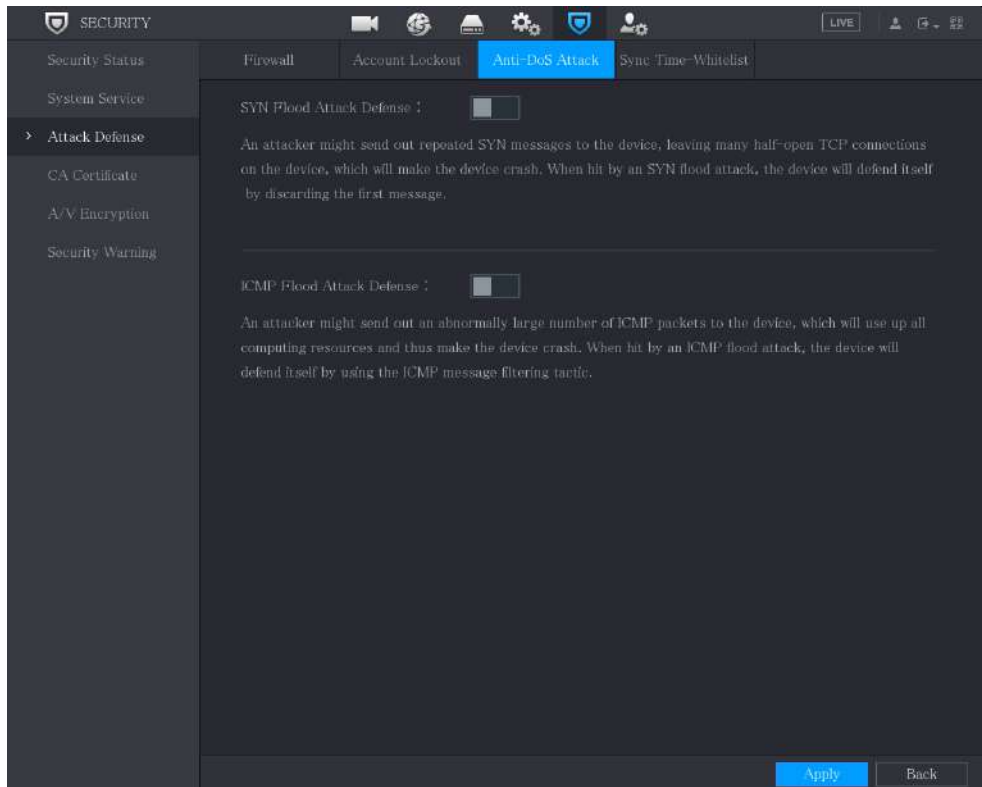 SECURITY
LIVE
Security Status
System Service
Attack Defense
CA Certificate
A/V Encryption
Security Warning
Firewall
Account Lockout
Anti-DoS Attack
Sync Time-Whitelist
SYN Flood Attack Defense :
An attacker might send out repeated SYN messages to the device, leaving many half-open TCP connections
on the device, which will make the device crash. When hit by an SYN flood attack, the device will defend itself
by discarding the first message.
ICMP Flood Attack Defense :
An attacker might send out an abnormally large number of ICMP packets to the device, which will use up all
computing resources and thus make the device crash. When hit by an ICMP flood attack, the device will
defend itself by using the ICMP message filtering tactic.
Apply
Back